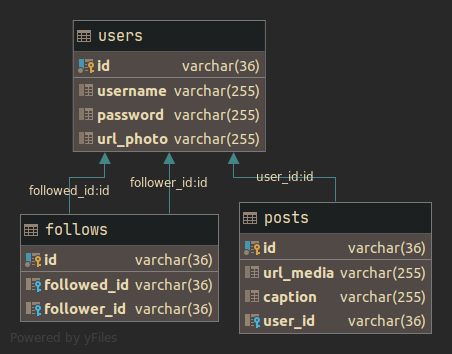 users
id varchar(36)
username varchar(255)
password varchar(255)
url_photo varchar(255)
followed_id:id
follower_id:id
user_id:id
follows
id varchar(36)
followed_id varchar(36)
follower_id varchar(36)
posts
id varchar(36)
url_media varchar(255)
caption varchar(255)
user_id varchar(36)
Powered by yFiles